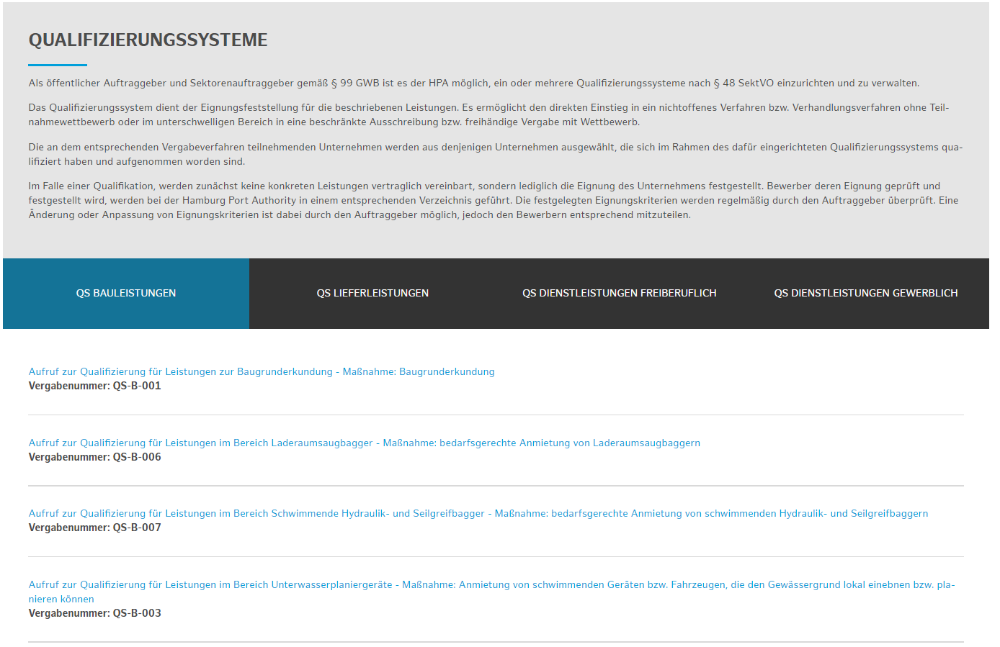 QUALIFIZIERUNGSSYSTEME
Als öffentlicher Auftraggeber und Sektorenauftraggeber gemäß § 99 GWB ist es der HPA möglich, ein oder mehrere Qualifizierungssysteme nach § 48 SektVO einzurichten und zu verwalten.
Das Qualifizierungssystem dient der Eignungsfeststellung für die beschriebenen Leistungen. Es ermöglicht den direkten Einstieg in ein nichtoffenes Verfahren bzw. Verhandlungsverfahren ohne Teil-
nahmewettbewerb oder im unterschwelligen Bereich in eine beschränkte Ausschreibung bzw. freihändige Vergabe mit Wettbewerb.
Die an dem entsprechenden Vergabeverfahren teilnehmenden Unternehmen werden aus denjenigen Unternehmen ausgewählt, die sich im Rahmen des dafür eingerichteten Qualifizierungssystems qua-
lifiziert haben und aufgenommen worden sind.
Im Falle einer Qualifikation, werden zunächst keine konkreten Leistungen vertraglich vereinbart, sondern lediglich die Eignung des Unternehmens festgestellt. Bewerber deren Eignung geprüft und
festgestellt wird, werden bei der Hamburg Port Authority in einem entsprechenden Verzeichnis geführt. Die festgelegten Eignungskriterien werden regelmäßig durch den Auftraggeber überprüft. Eine
Änderung oder Anpassung von Eignungskriterien ist dabei durch den Auftraggeber möglich, jedoch den Bewerbern entsprechend mitzuteilen.
QS BAULEISTUNGEN
QS LIEFERLEISTUNGEN
QS DIENSTLEISTUNGEN FREIBERUFLICH
QS DIENSTLEISTUNGEN GEWERBLICH
Aufruf zur Qualifizierung für Leistungen zur Baugrunderkundung - Maßnahme: Baugrunderkundung
Vergabenummer: QS-B-001
Aufruf zur Qualifizierung für Leistungen im Bereich Laderaumsaugbagger - Maßnahme: bedarfsgerechte Anmietung von Laderaumsaugbaggern
Vergabenummer: QS-B-006
Aufruf zur Qualifizierung für Leistungen im Bereich Schwimmende Hydraulik- und Seilgreifbagger - Maßnahme: bedarfsgerechte Anmietung von schwimmenden Hydraulik- und Seilgreifbaggern
Vergabenummer: QS-B-007
Aufruf zur Qualifizierung für Leistungen im Bereich Unterwasserplaniergeräte - Maßnahme: Anmietung von schwimmenden Geräten bzw. Fahrzeugen, die den Gewässergrund lokal einebnen bzw. pla-
nieren können
Vergabenummer: QS-B-003